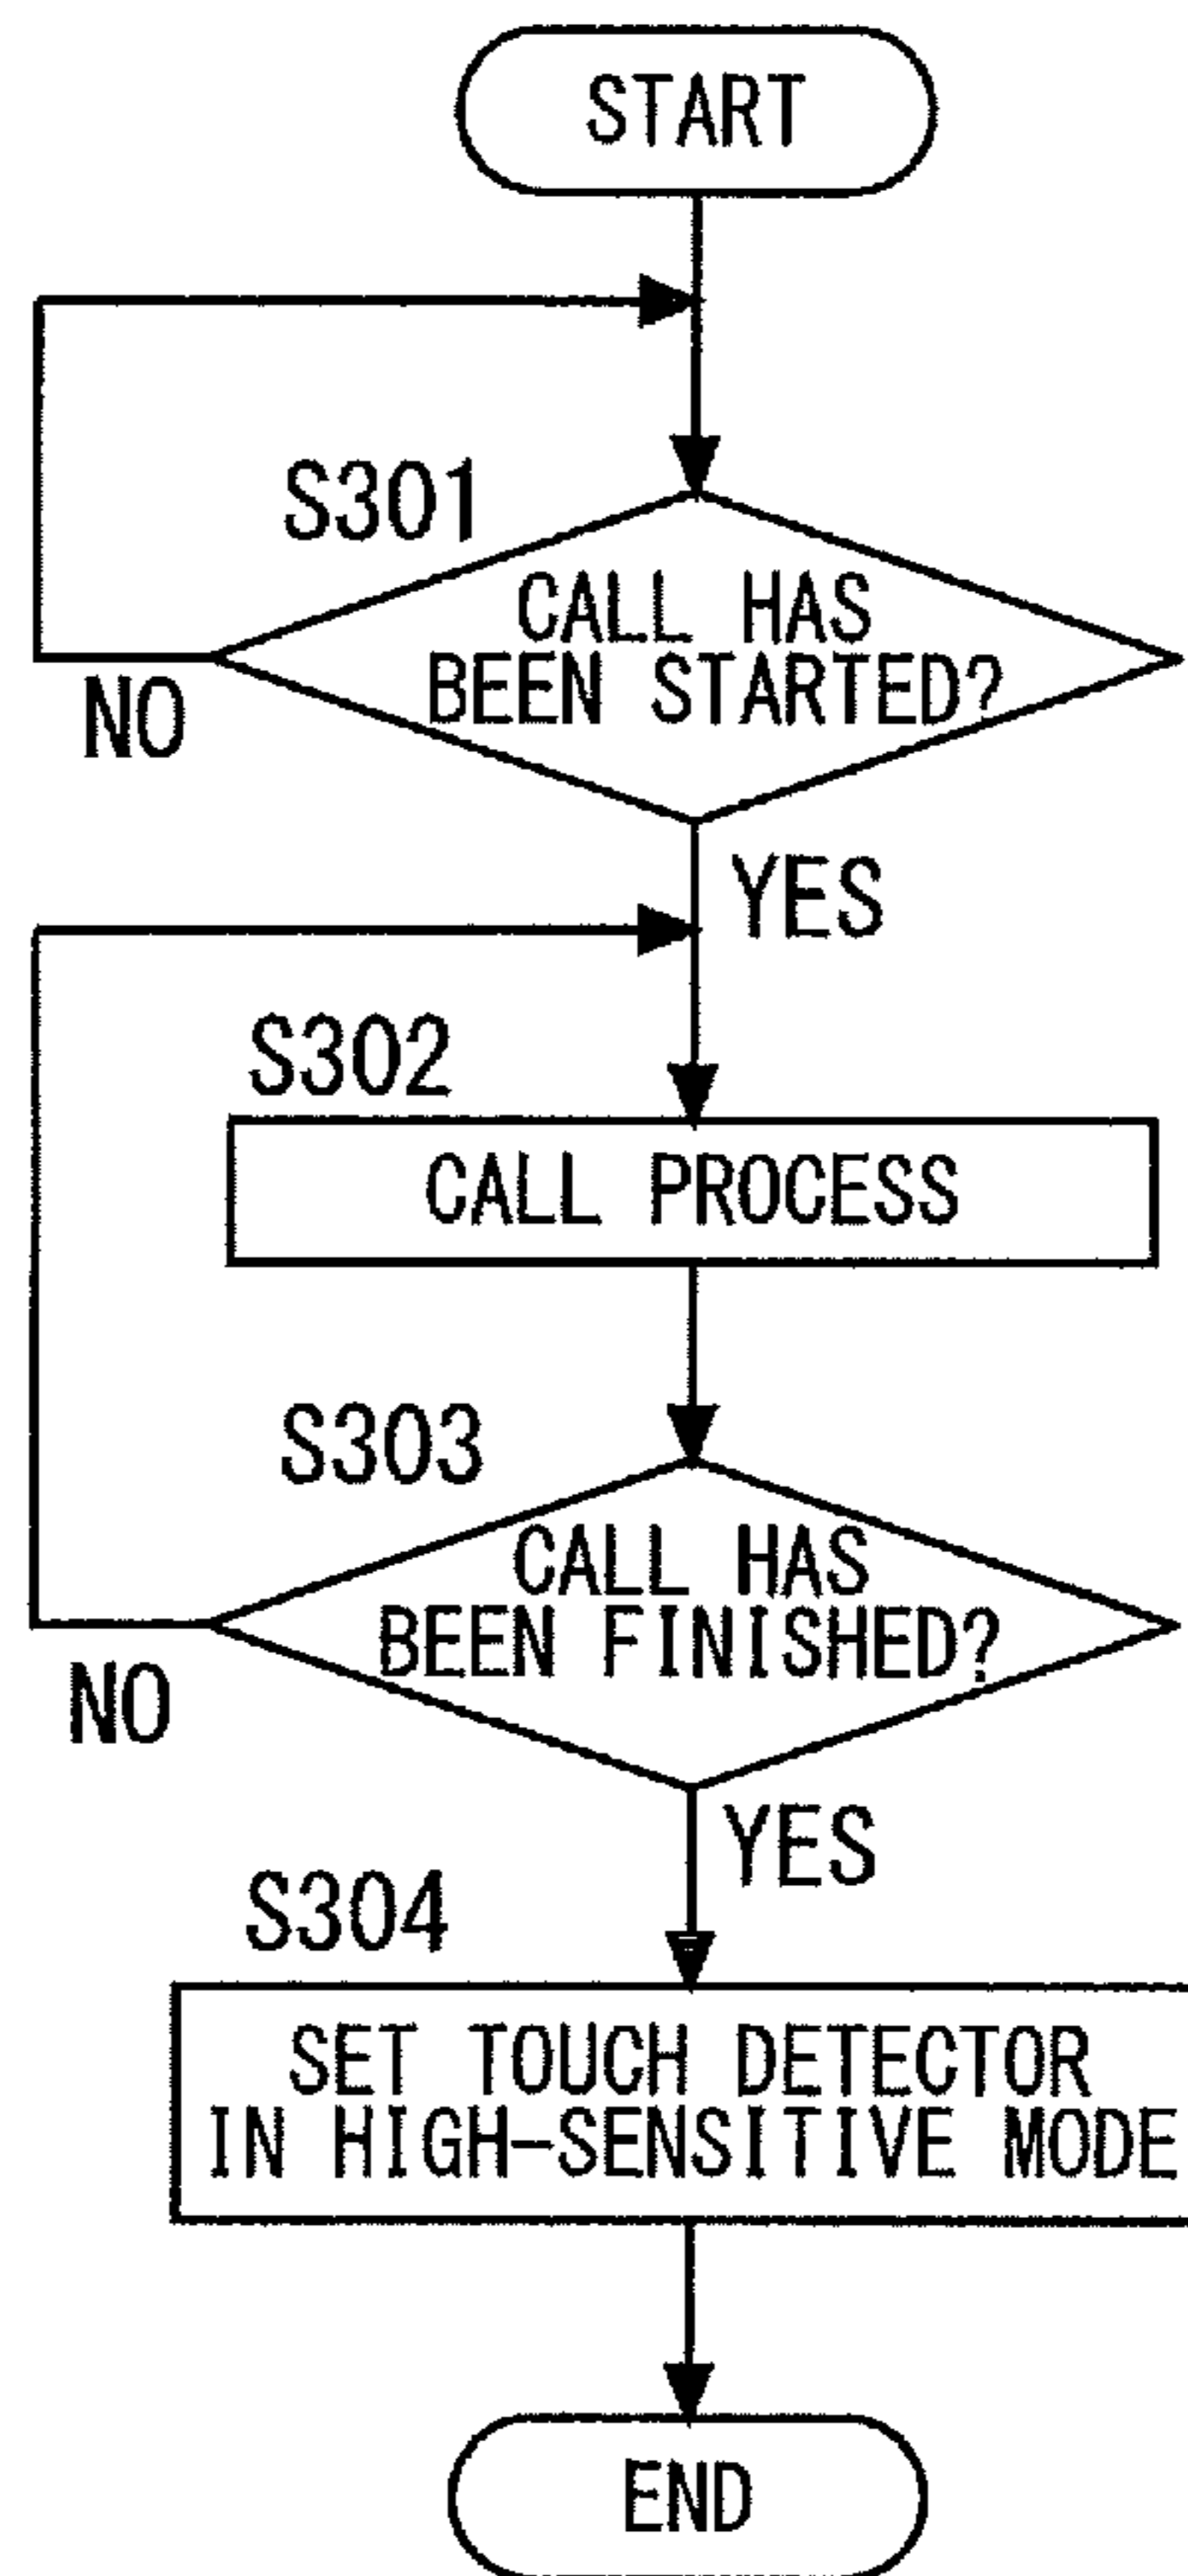 START
S301
CALL HAS
BEEN STARTED?
NO
YES
S302
CALL PROCESS
S303
CALL HAS
BEEN FINISHED?
NO
YES
S304
SET TOUCH DETECTOR
IN HIGH-SENSITIVE MODE
END